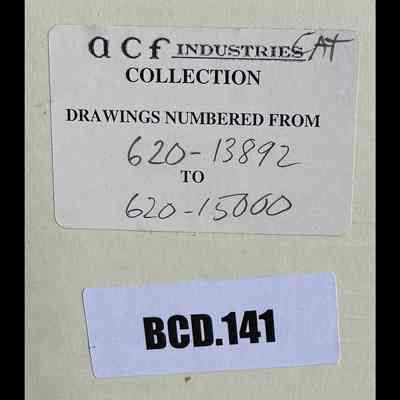 acf INDUSTRIES
COLLECTION
DRAWINGS NUMBERED FROM
620-13892
TO
620-15000
BCD.141